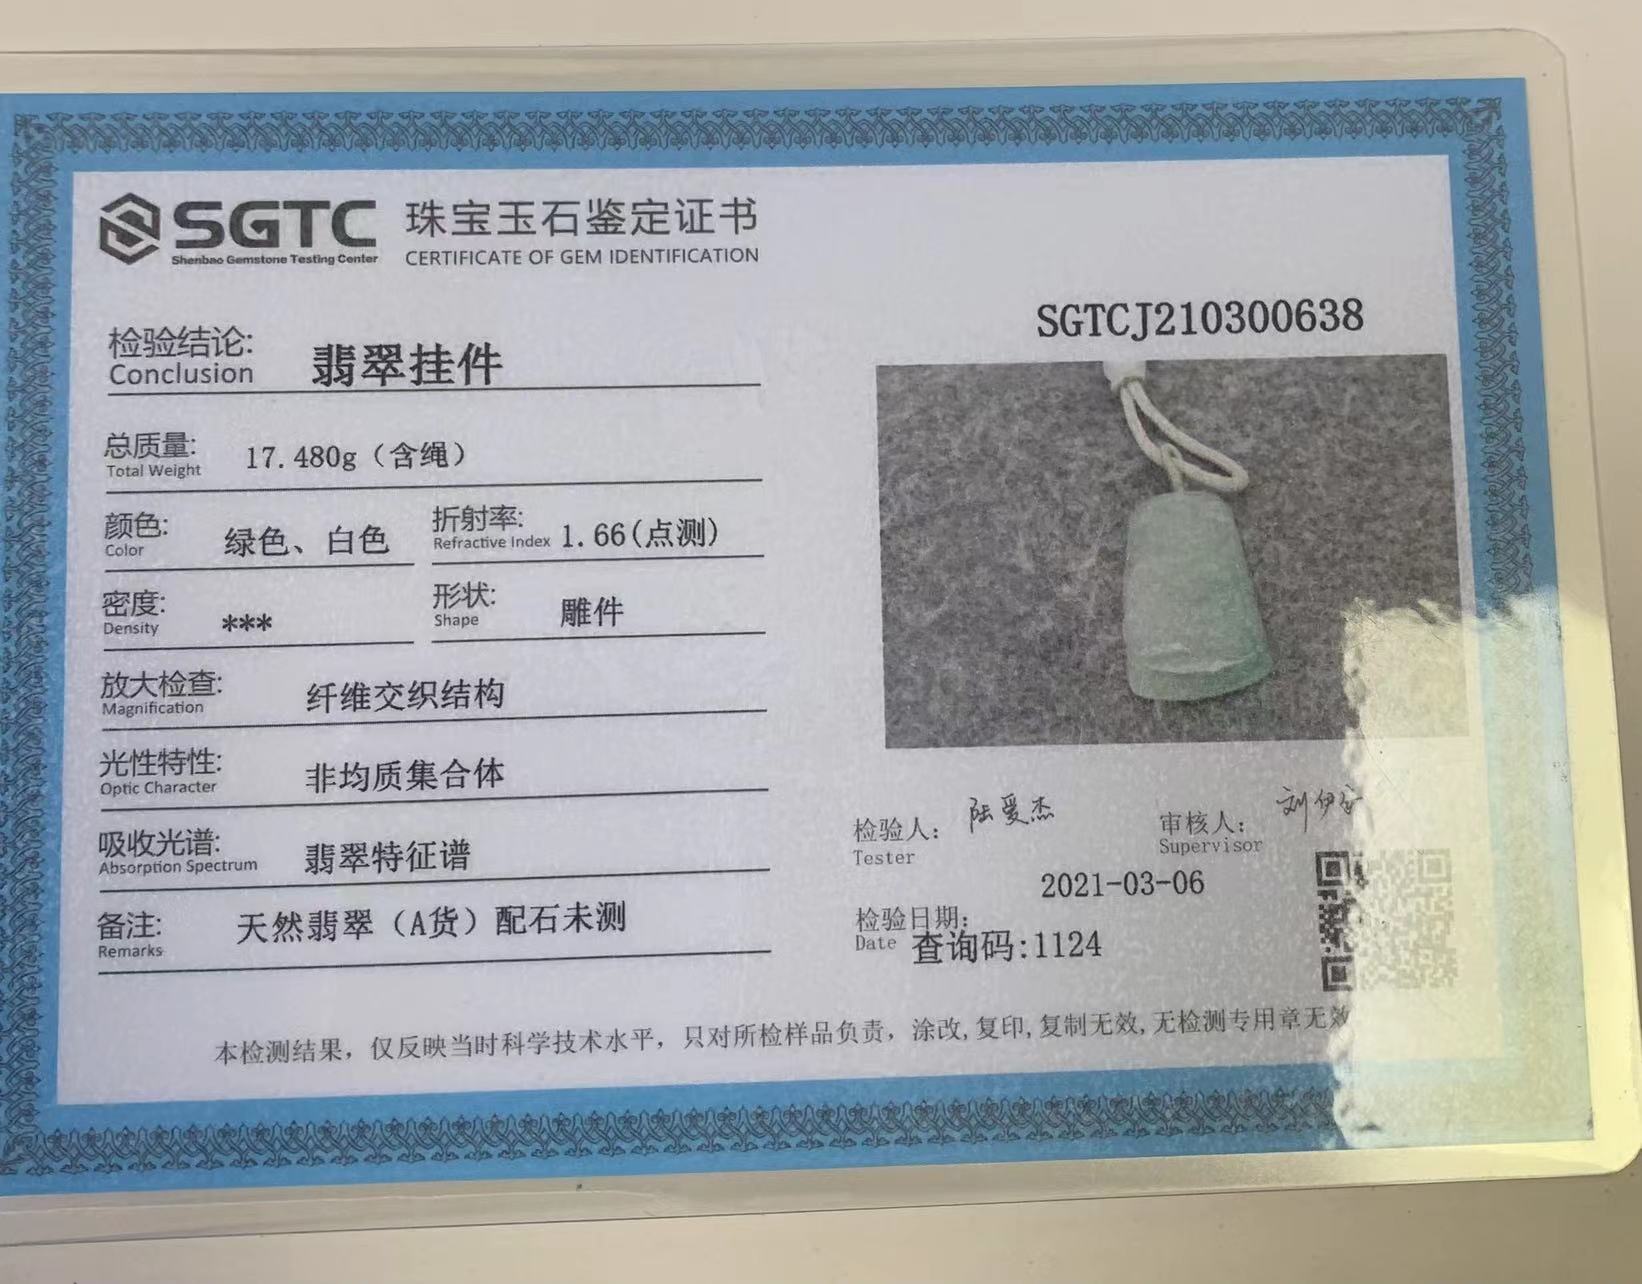 SGTC 珠宝玉石鉴定证书
Shenbao Gemstone Testing Center CERTIFICATE OF GEM IDENTIFICATION
SGTCJ210300638
检验结论: 翡翠挂件
Conclusion
总质量: 17.480g（含绳）
Total Weight
颜色: 绿色、白色 折射率: 1.66(点测)
Color Refractive Index
密度: *** 形状: 雕件
Density Shape
放大检查: 纤维交织结构
Magnification
光性特性: 非均质集合体
Optic Character
吸收光谱: 翡翠特征谱
Absorption Spectrum
备注: 天然翡翠（A货）配石未测
Remarks
检验人: 陆爱杰 审核人:
Tester Supervisor
2021-03-06
检验日期:
Date 查询码:1124
本检测结果，仅反映当时科学技术水平，只对所检样品负责，涂改,复印,复制无效,无检测专用章无效